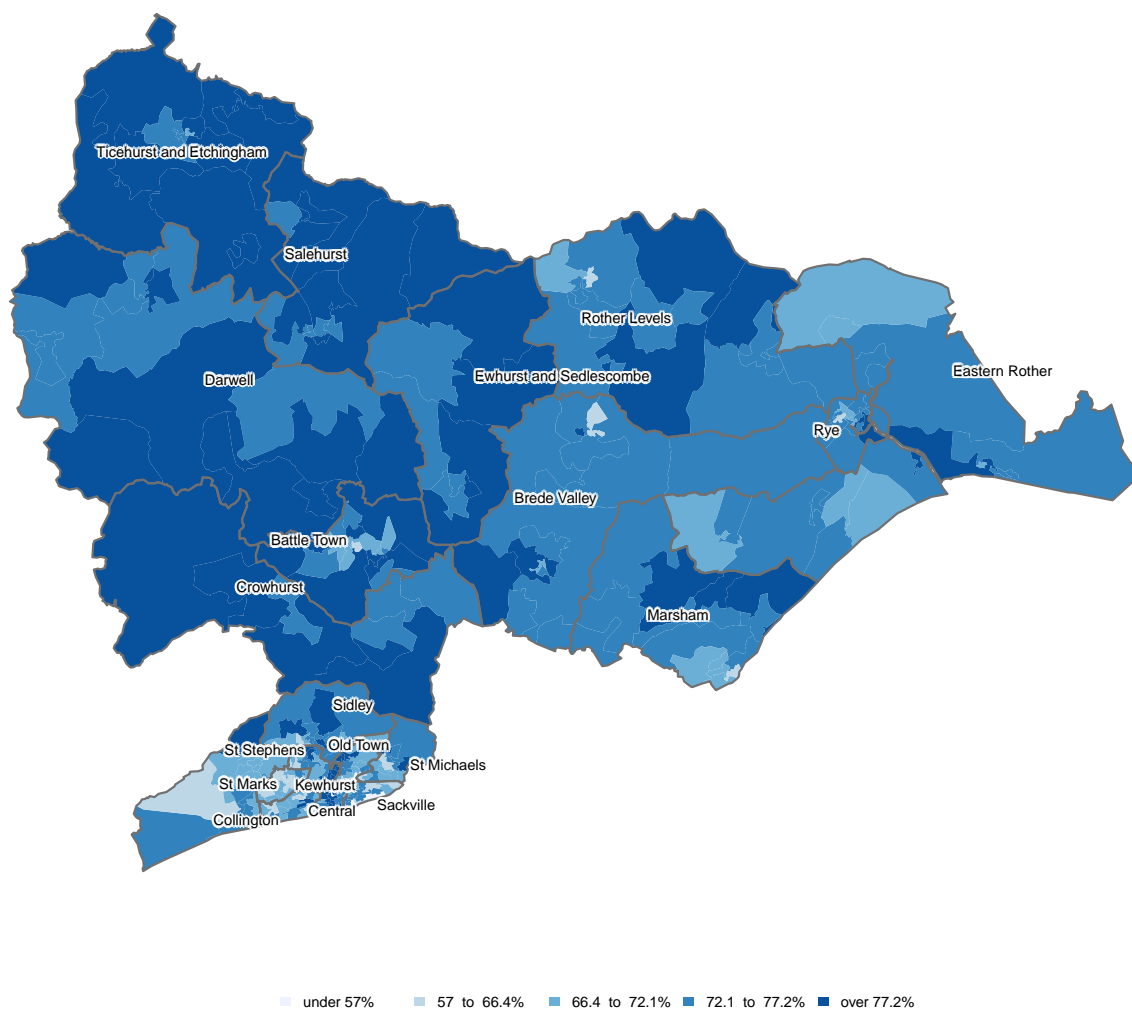 Ticehurst and Etchingham
Salehurst
Rother Levels
Darwell
Ewhurst and Sedlescombe
Eastern Rother
Rye
Brede Valley
Battle Town
Crowhurst
Marsham
Sidley
St Stephens
Old Town
St Michaels
St Marks
Kewhurst
Sackville
Central
Collington
under 57%
57 to 66.4%
66.4 to 72.1%
72.1 to 77.2%
over 77.2%